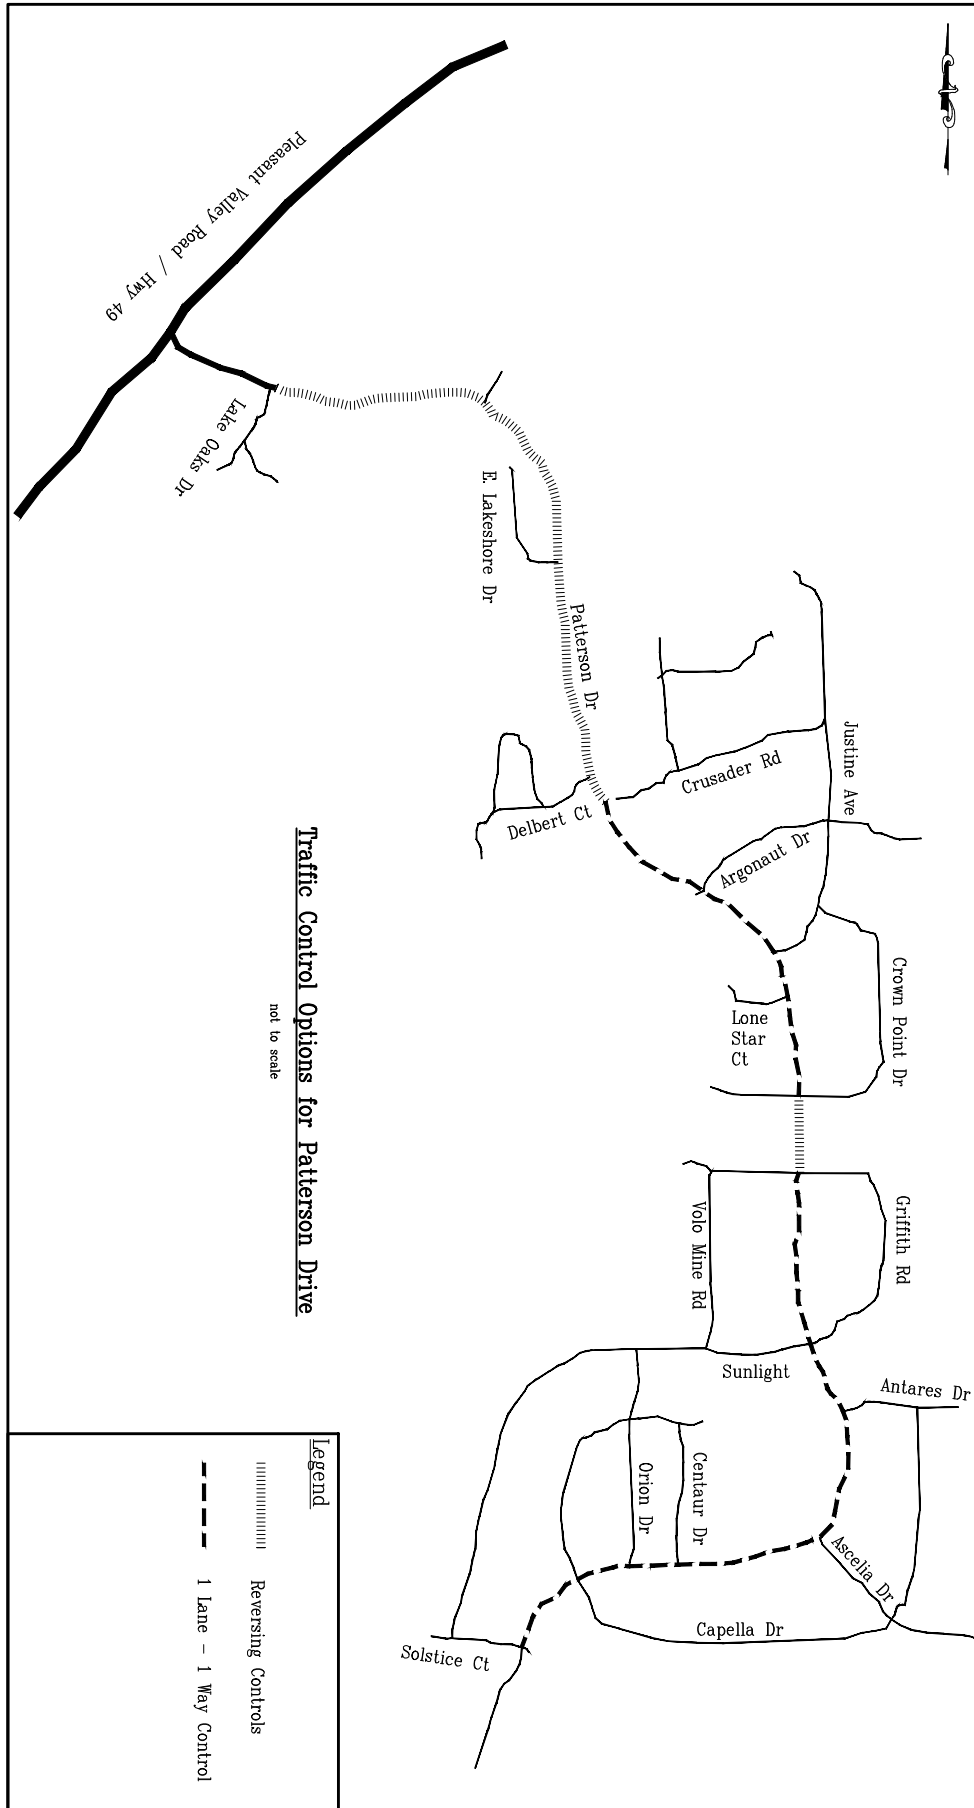 Pleasant Valley Road / Hwy 49
Lake Oaks Dr
E. Lakeshore Dr
Patterson Dr
Justine Ave
Crusader Rd
Delbert Ct
Argonaut Dr
Crown Point Dr
Lone
Star
Ct
Griffith Rd
Volo Mine Rd
Sunlight
Antares Dr
Centaur Dr
Orion Dr
Ascelia Dr
Capella Dr
Solstice Ct
Traffic Control Options for Patterson Drive
not to scale
Legend
Reversing Controls
1 Lane - 1 Way Control